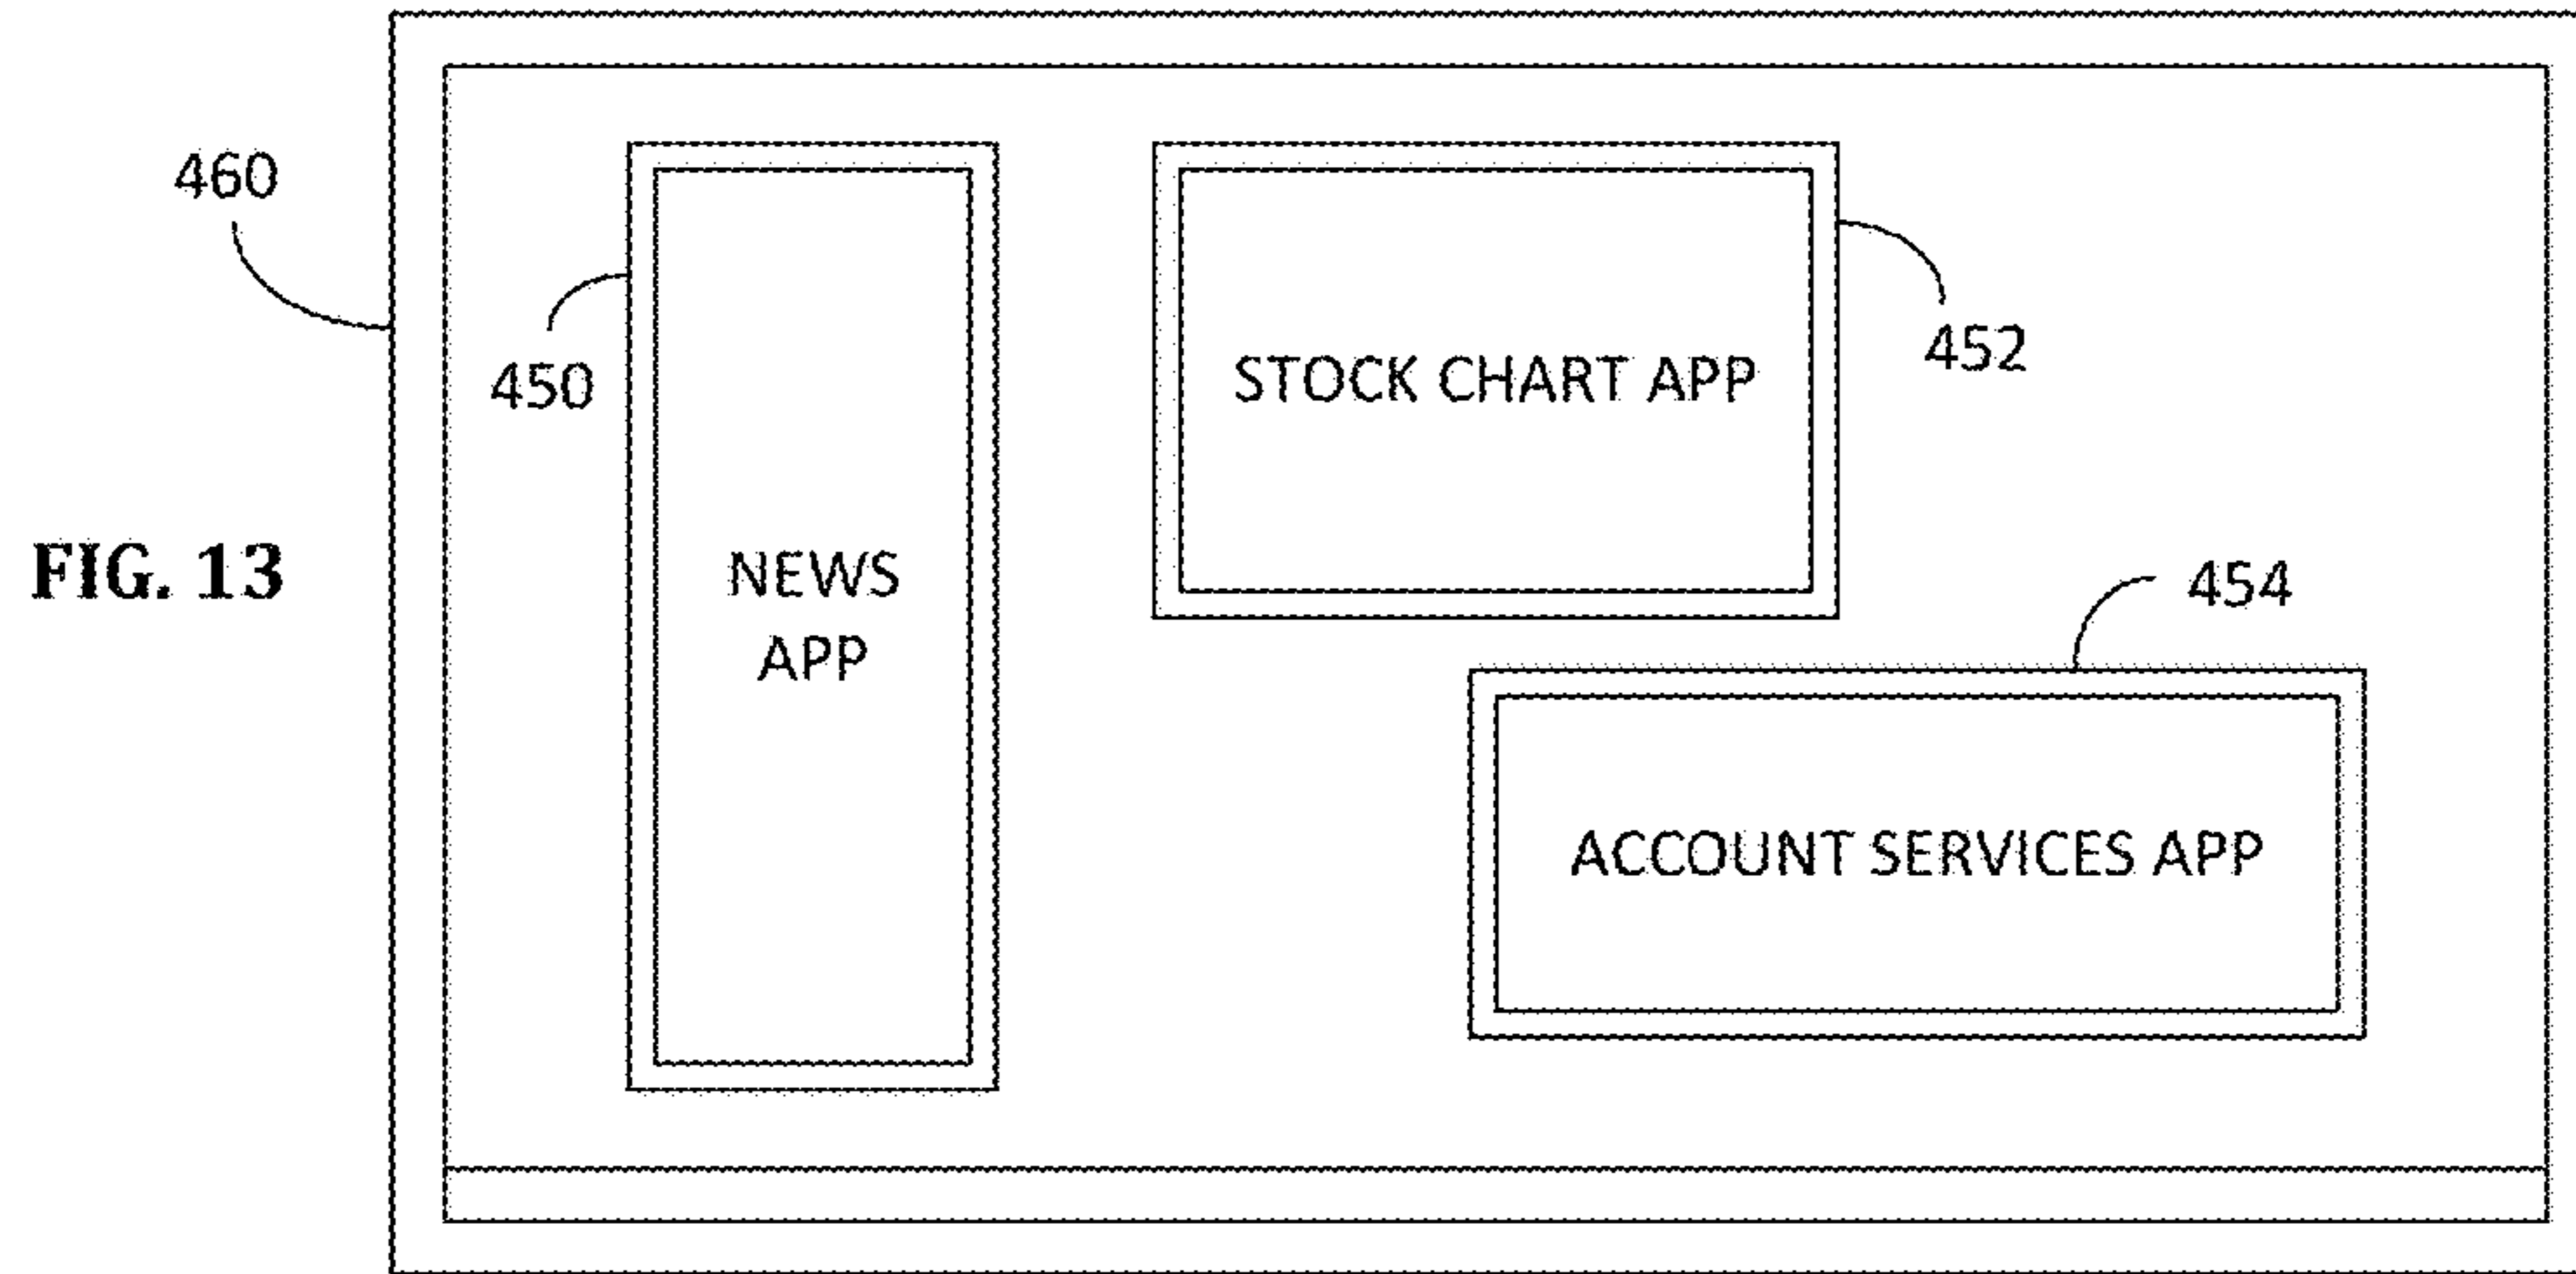 460
450
452
STOCK CHART APP
FIG. 13
NEWS
APP
454
ACCOUNT SERVICES APP